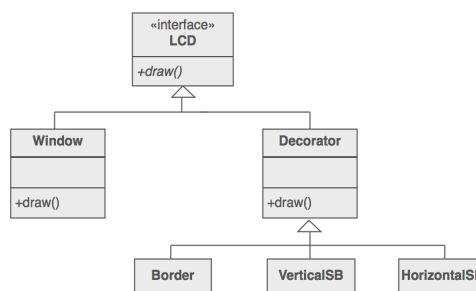 «interface»
LCD
+draw()
Window
Decorator
+draw()
+draw()
Border
VerticalSB